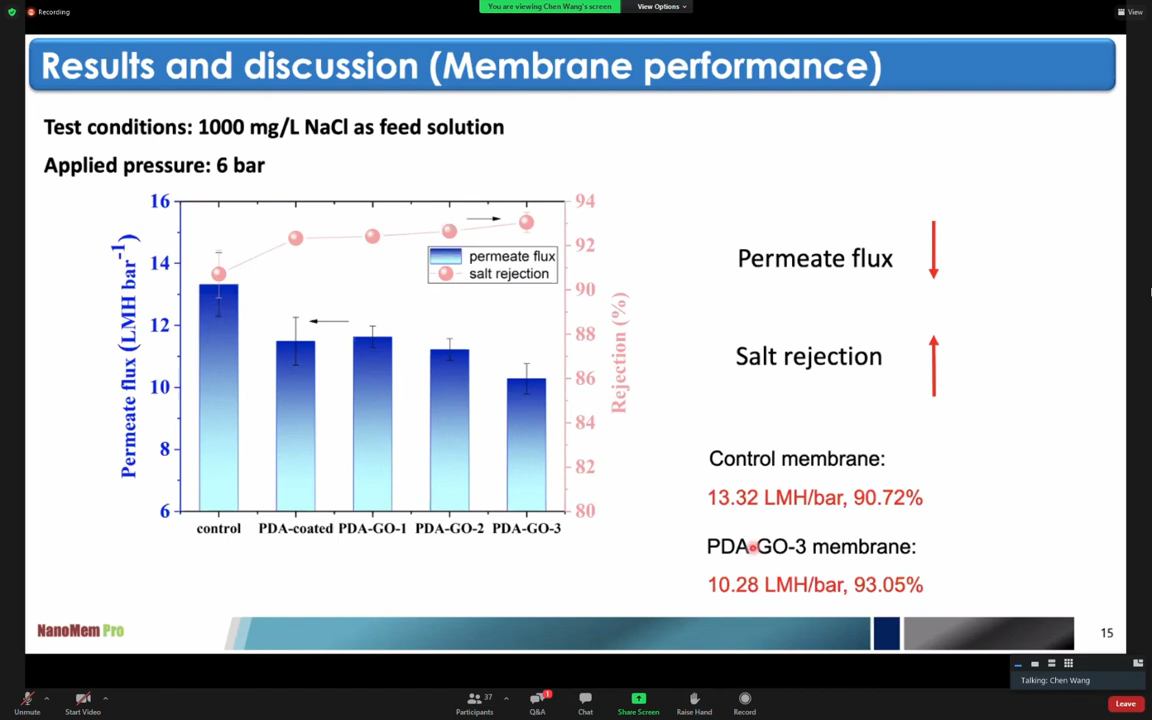 Recording
You are viewing Chen Wang's screen
View Options
View
Results and discussion (Membrane performance)
Test conditions: 1000 mg/L NaCl as feed solution
Applied pressure: 6 bar
16
14
12
10
8
6
Permeate flux (LMH bar-1)
94
92
90
88
86
84
82
80
Rejection (%)
permeate flux
salt rejection
control
PDA-coated
PDA-GO-1
PDA-GO-2
PDA-GO-3
Permeate flux
Salt rejection
Control membrane:
13.32 LMH/bar, 90.72%
PDA-GO-3 membrane:
10.28 LMH/bar, 93.05%
NanoMem Pro
15
Talking: Chen Wang
Unmute
Start Video
37
Participants
1
Q&A
Chat
Share Screen
Raise Hand
Record
Leave